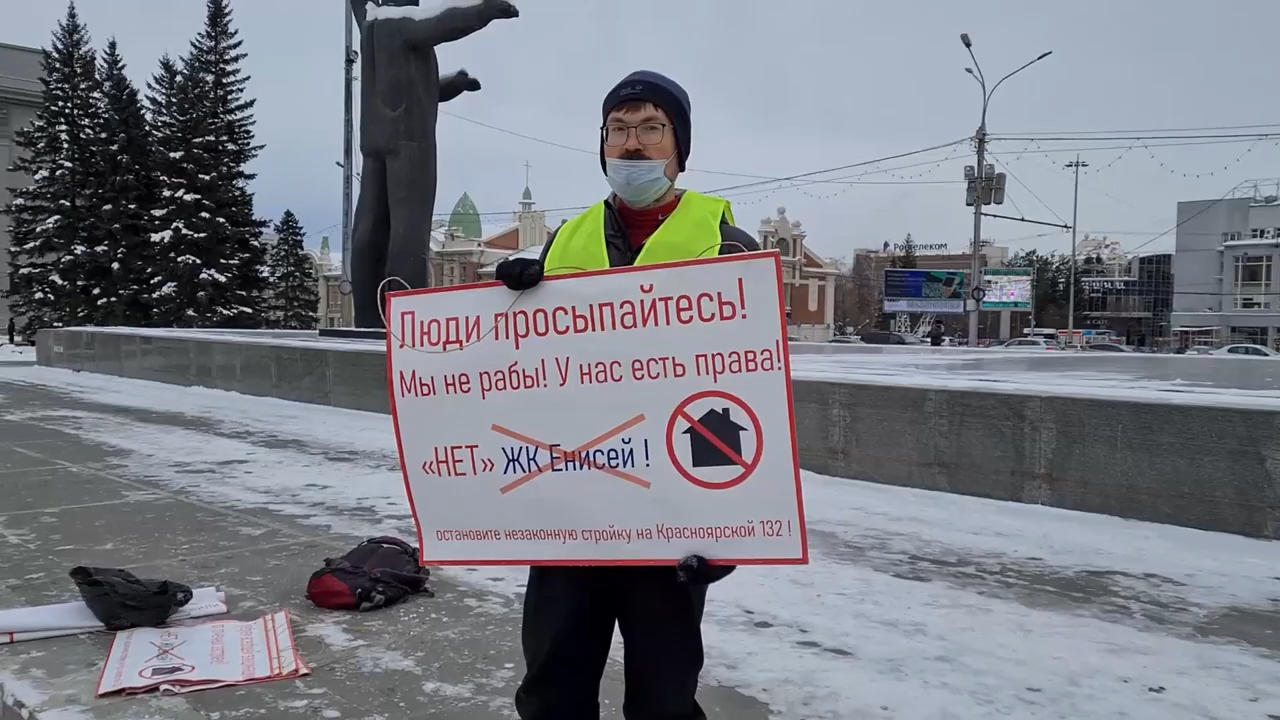 Ростелеком
Люди просыпайтесь!
Мы не рабы! У нас есть права!
«НЕТ» ЖК Енисей !
остановите незаконную стройку на Красноярской 132 !